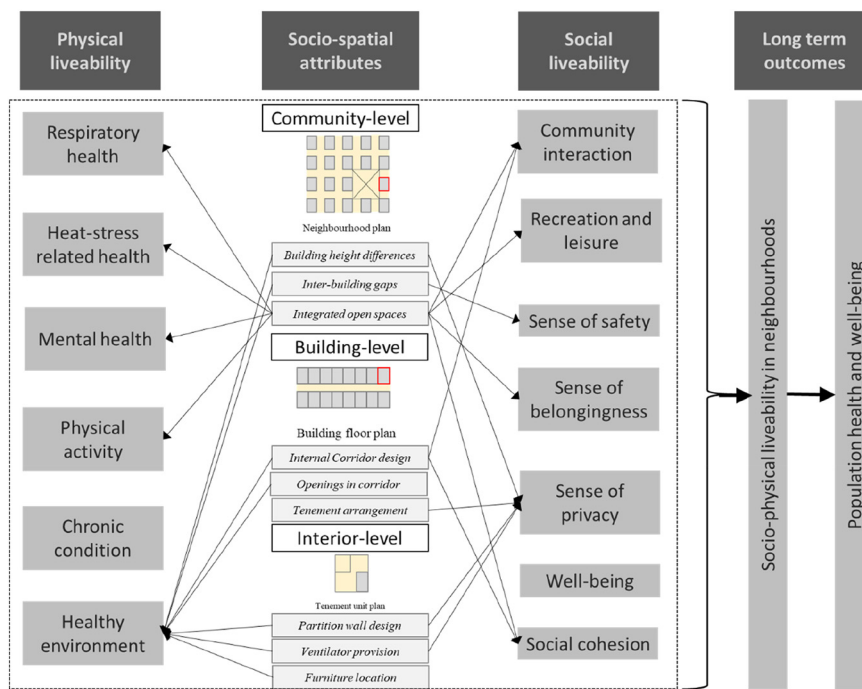 Physical
liveability
Socio-spatial
attributes
Social
liveability
Long term
outcomes
Respiratory
health
Heat-stress
related health
Mental health
Physical
activity
Chronic
condition
Healthy
environment
Community-level
Neighbourhood plan
Building height differences
Inter-building gaps
Integrated open spaces
Building-level
Building floor plan
Internal Corridor design
Openings in corridor
Tenement arrangement
Interior-level
Tenement unit plan
Partition wall design
Ventilator provision
Furniture location
Community
interaction
Recreation and
leisure
Sense of safety
Sense of
belongingness
Sense of
privacy
Well-being
Social cohesion
Socio-physical liveability in neighbourhoods
Population health and well-being